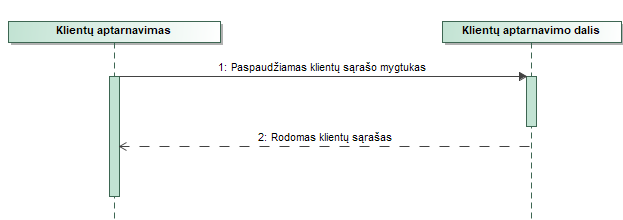 Klientų aptarnavimas
Klientų aptarnavimo dalis
1: Paspaudžiamas klientų sąrašo mygtukas
2: Rodomas klientų sąrašas